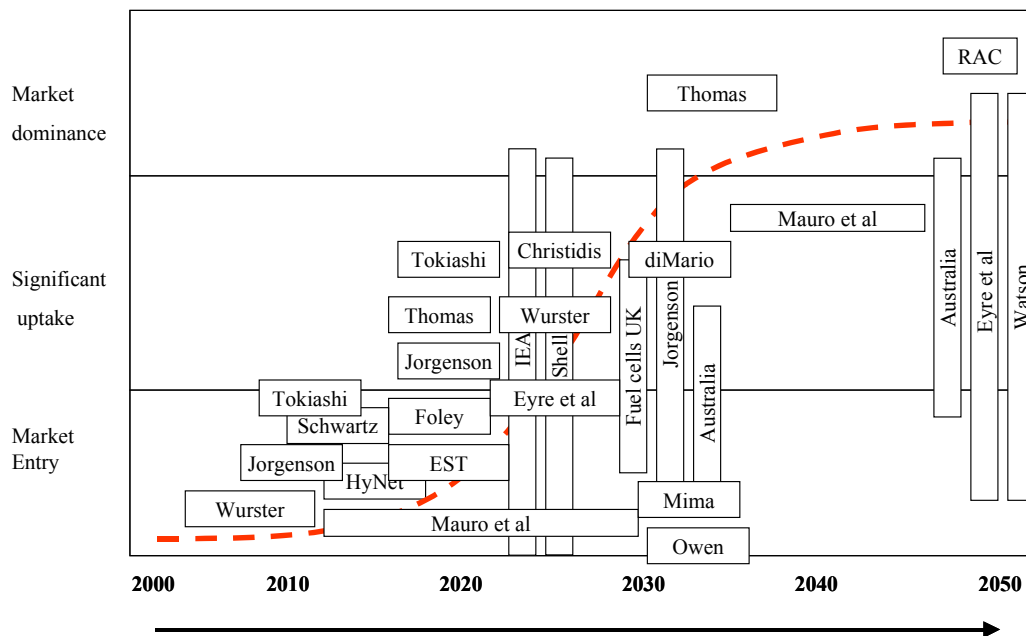 RAC
Market
dominance
Thomas
Mauro et al
Tokiashi
Christidis
diMario
Significant
uptake
Thomas
Wurster
IEA
Shell
Fuel cells UK
Jorgenson
Australia
Australia
Eyre et al
Watson
Jorgenson
Tokiashi
Eyre et al
Schwartz
Foley
Market
Entry
Jorgenson
EST
HyNet
Wurster
Mauro et al
Mima
Owen
2000 2010 2020 2030 2040 2050